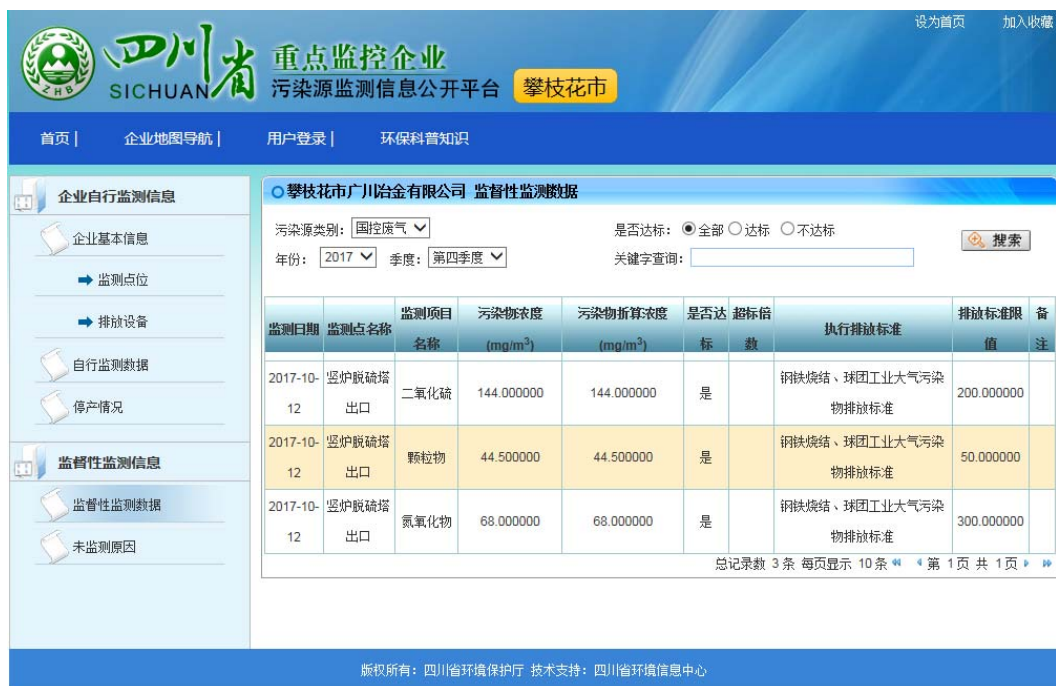 设为首页 加入收藏
ZHB
四川省
SICHUAN
重点监控企业
污染源监测信息公开平台 攀枝花市
首页| 企业地图导航| 用户登录| 环保科普知识
企业自行监测信息
企业基本信息
监测点位
排放设备
自行监测数据
停产情况
监督性监测信息
监督性监测数据
未监测原因
攀枝花市广川冶金有限公司 监督性监测数据
污染源类别: 国控废气 是否达标: 全部 达标 不达标
年份: 2017 季度: 第四季度 关键字查询: 搜索
监测日期 监测点名称 监测项目名称 污染物浓度(mg/m³) 污染物折算浓度(mg/m³) 是否达标 超标倍数 执行排放标准 排放标准限值 备注
2017-10-12 竖炉脱硫塔出口 二氧化硫 144.000000 144.000000 是 钢铁烧结、球团工业大气污染物排放标准 200.000000
2017-10-12 竖炉脱硫塔出口 颗粒物 44.500000 44.500000 是 钢铁烧结、球团工业大气污染物排放标准 50.000000
2017-10-12 竖炉脱硫塔出口 氮氧化物 68.000000 68.000000 是 钢铁烧结、球团工业大气污染物排放标准 300.000000
总记录数 3条 每页显示 10条 第 1页 共 1页
版权所有: 四川省环境保护厅 技术支持: 四川省环境信息中心